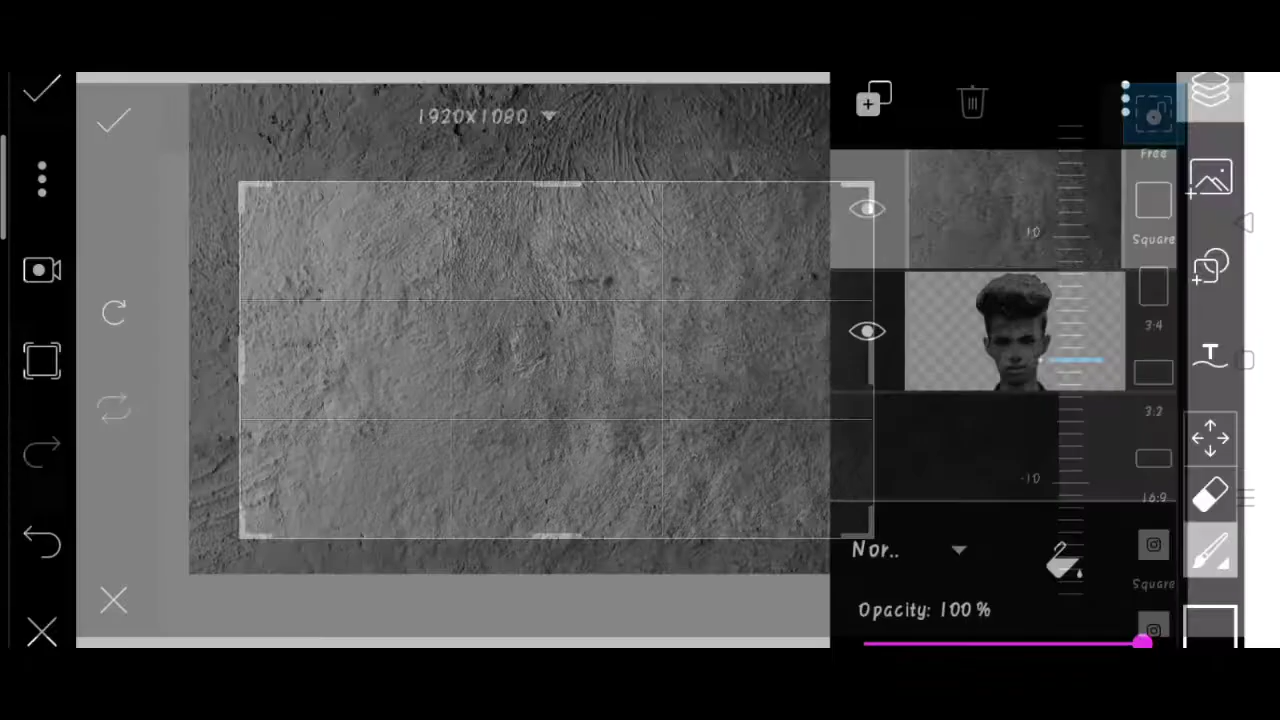 1920X1080
Free
10
Square
3:4
T
3:2
-10
16:9
Nor..
Square
Opacity: 100%